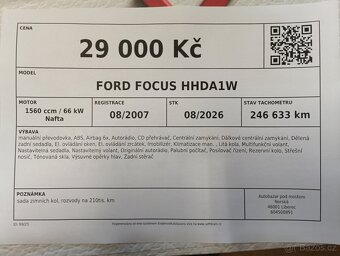 CENA
29 000 Kč
MODEL
FORD FOCUS HHDA1W
MOTOR
REGISTRACE
STK
STAV TACHOMETRU
1560 ccm / 66 kW
Nafta
08/2007
08/2026
246 633 km
VÝBAVA
manuální převodovka, ABS, Airbag 6x, Autorádio, CD přehrávač, Centrální zamykání, Dálkové centrální zamykání, Dělená
zadní sedadla, El. ovládání oken, El. ovládání zrcátek, Imobilizér, Klimatizace man. , Litá kola, Multifunkční volant,
Nastavitelná sedadla, Nastavitelný volant, Originální autorádio, Palubní počítač, Posilovač řízení, Rezervní kolo, Střešní
nosič, Tónovaná skla, Výsuvné opěrky hlav, Zadní stěrač
POZNÁMKA
sada zimních kol, rozvody na 210tis. km
Autobazar pod mostem
Norská
46001 Liberec
604500891